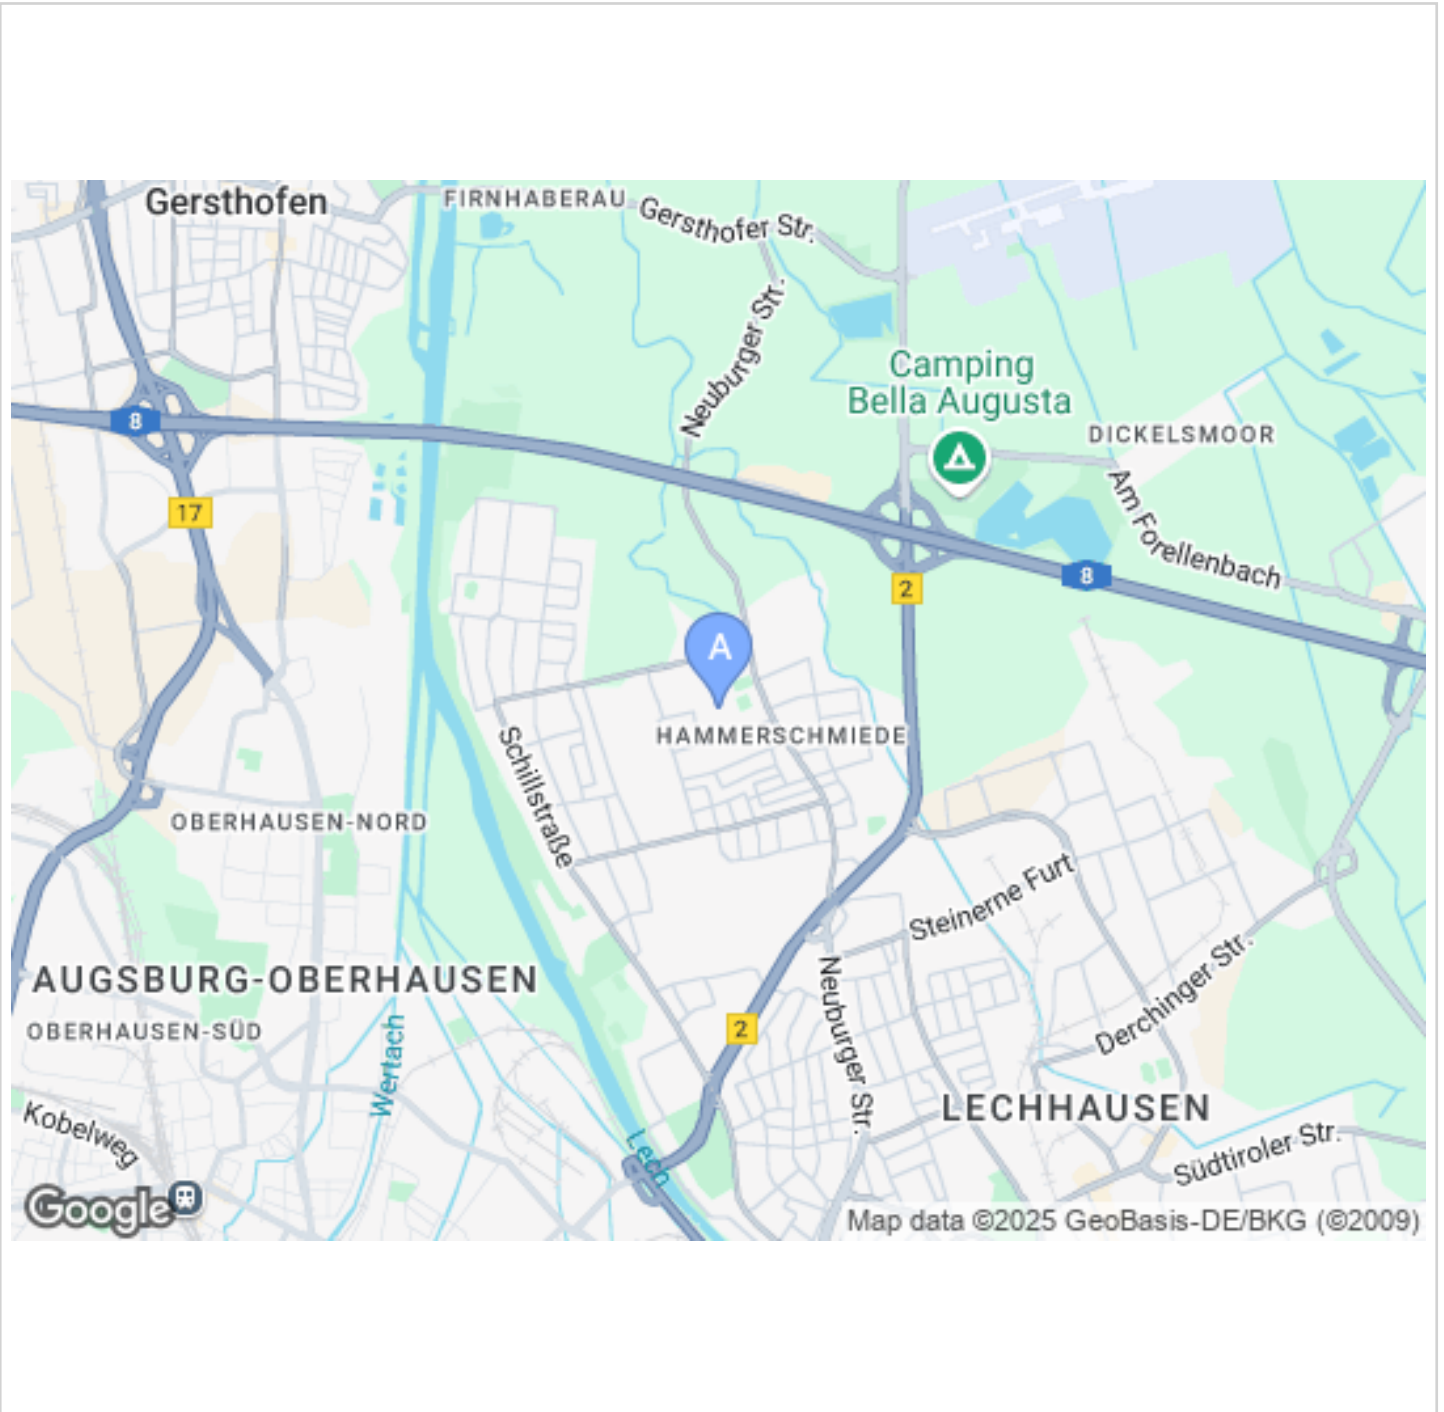 Gersthofen
FIRNHABERAU
Gersthofer Str.
Neuburger Str.
Camping
Bella Augusta
DICKELSMOOR
8
17
Am Forellenbach
8
2
A
HAMMERSCHMIEDE
Schillstraße
OBERHAUSEN-NORD
Steinerne Furt
AUGSBURG-OBERHAUSEN
OBERHAUSEN-SÜD
2
Neuburger Str.
Derchinger Str.
Wertach
LECHHAUSEN
Kobelweg
Lech
Südtiroler Str.
Google
Map data ©2025 GeoBasis-DE/BKG (©2009)